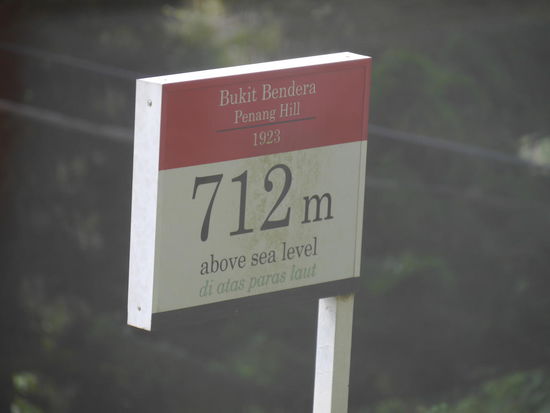 Bukit Bendera
Penang Hill
1923
712 m
above sea level
di atas paras laut